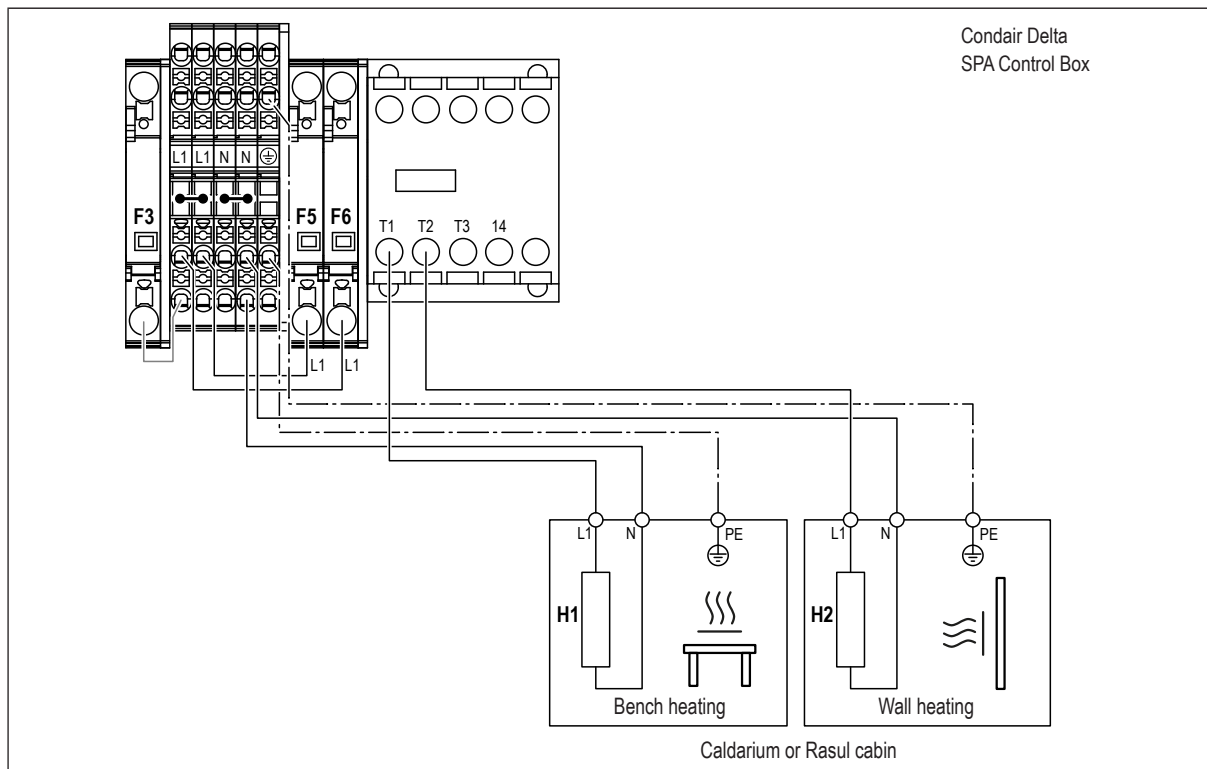 Condair Delta
SPA Control Box
L1 L1 N N
F3 F5 F6
T1 T2 T3 14
L1 L1
L1 N PE L1 N PE
H1 H2
Bench heating Wall heating
Caldarium or Rasul cabin